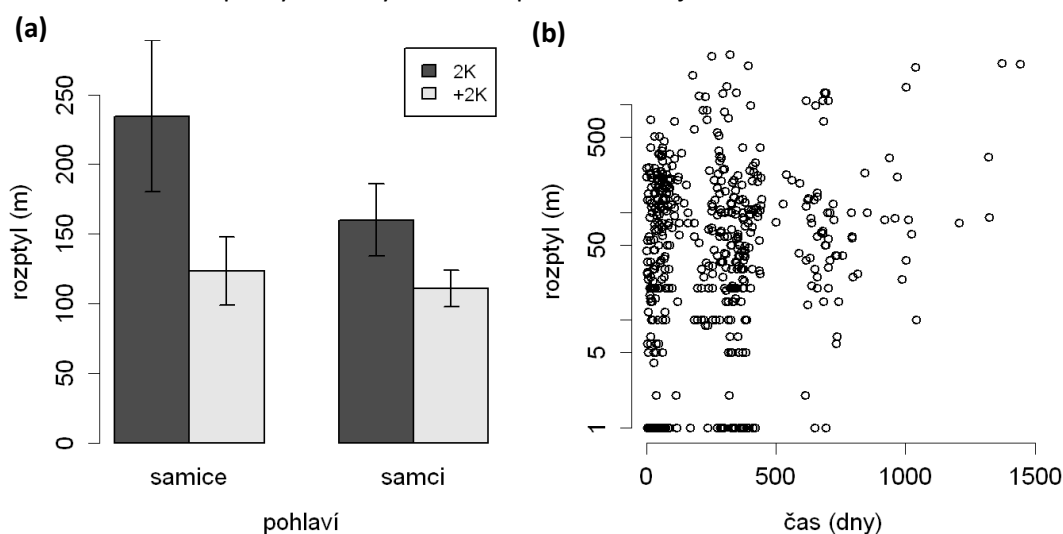 (a)
2K
+2K
rozptyl (m)
250
200
150
100
50
0
samice
samci
pohlaví
(b)
rozptyl (m)
500
50
5
1
0
500
1000
1500
čas (dny)